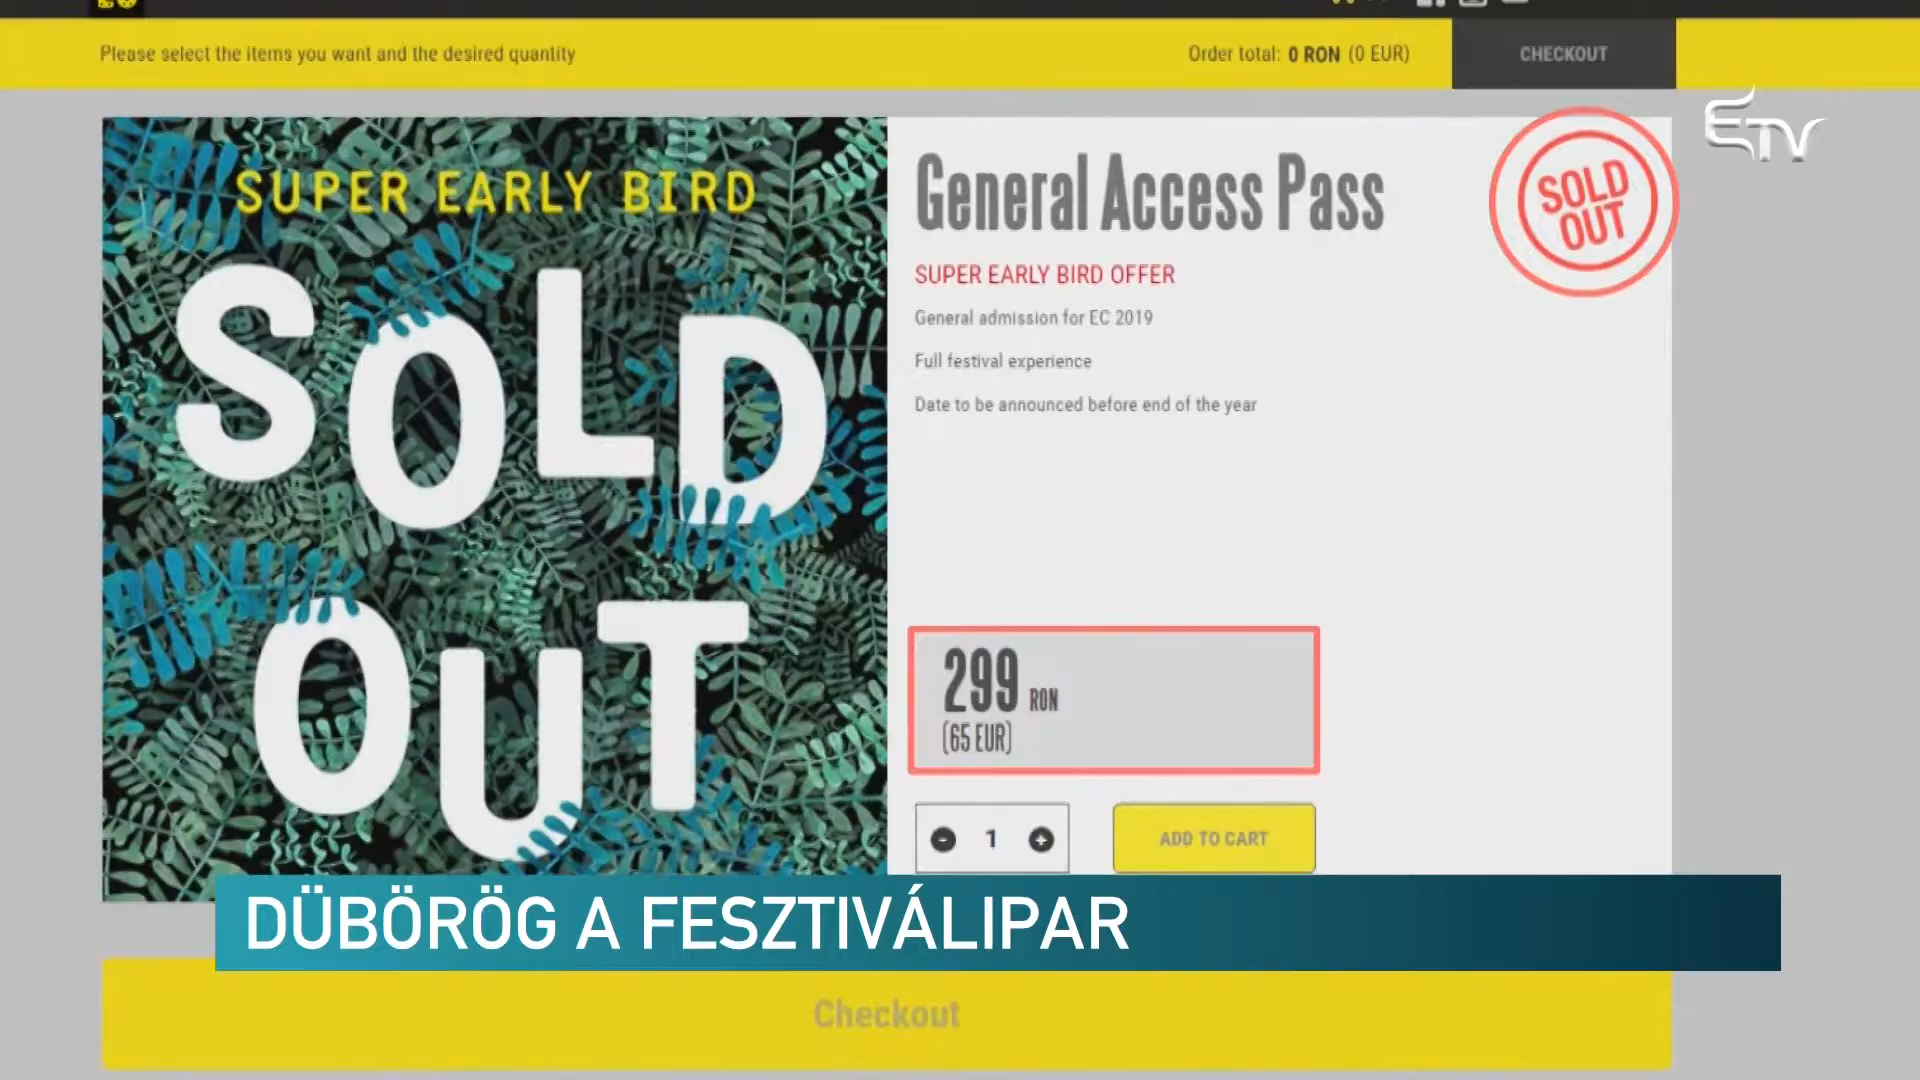 Please select the items you want and the desired quantity
Order total: 0 RON (0 EUR)
CHECKOUT
ETV
SUPER EARLY BIRD
SOLD
OUT
General Access Pass
SOLD
OUT
SUPER EARLY BIRD OFFER
General admission for EC 2019
Full festival experience
Date to be announced before end of the year
299 RON
(65 EUR)
- 1 +
ADD TO CART
DÜBÖRÖG A FESZTIVÁLIPAR
Checkout